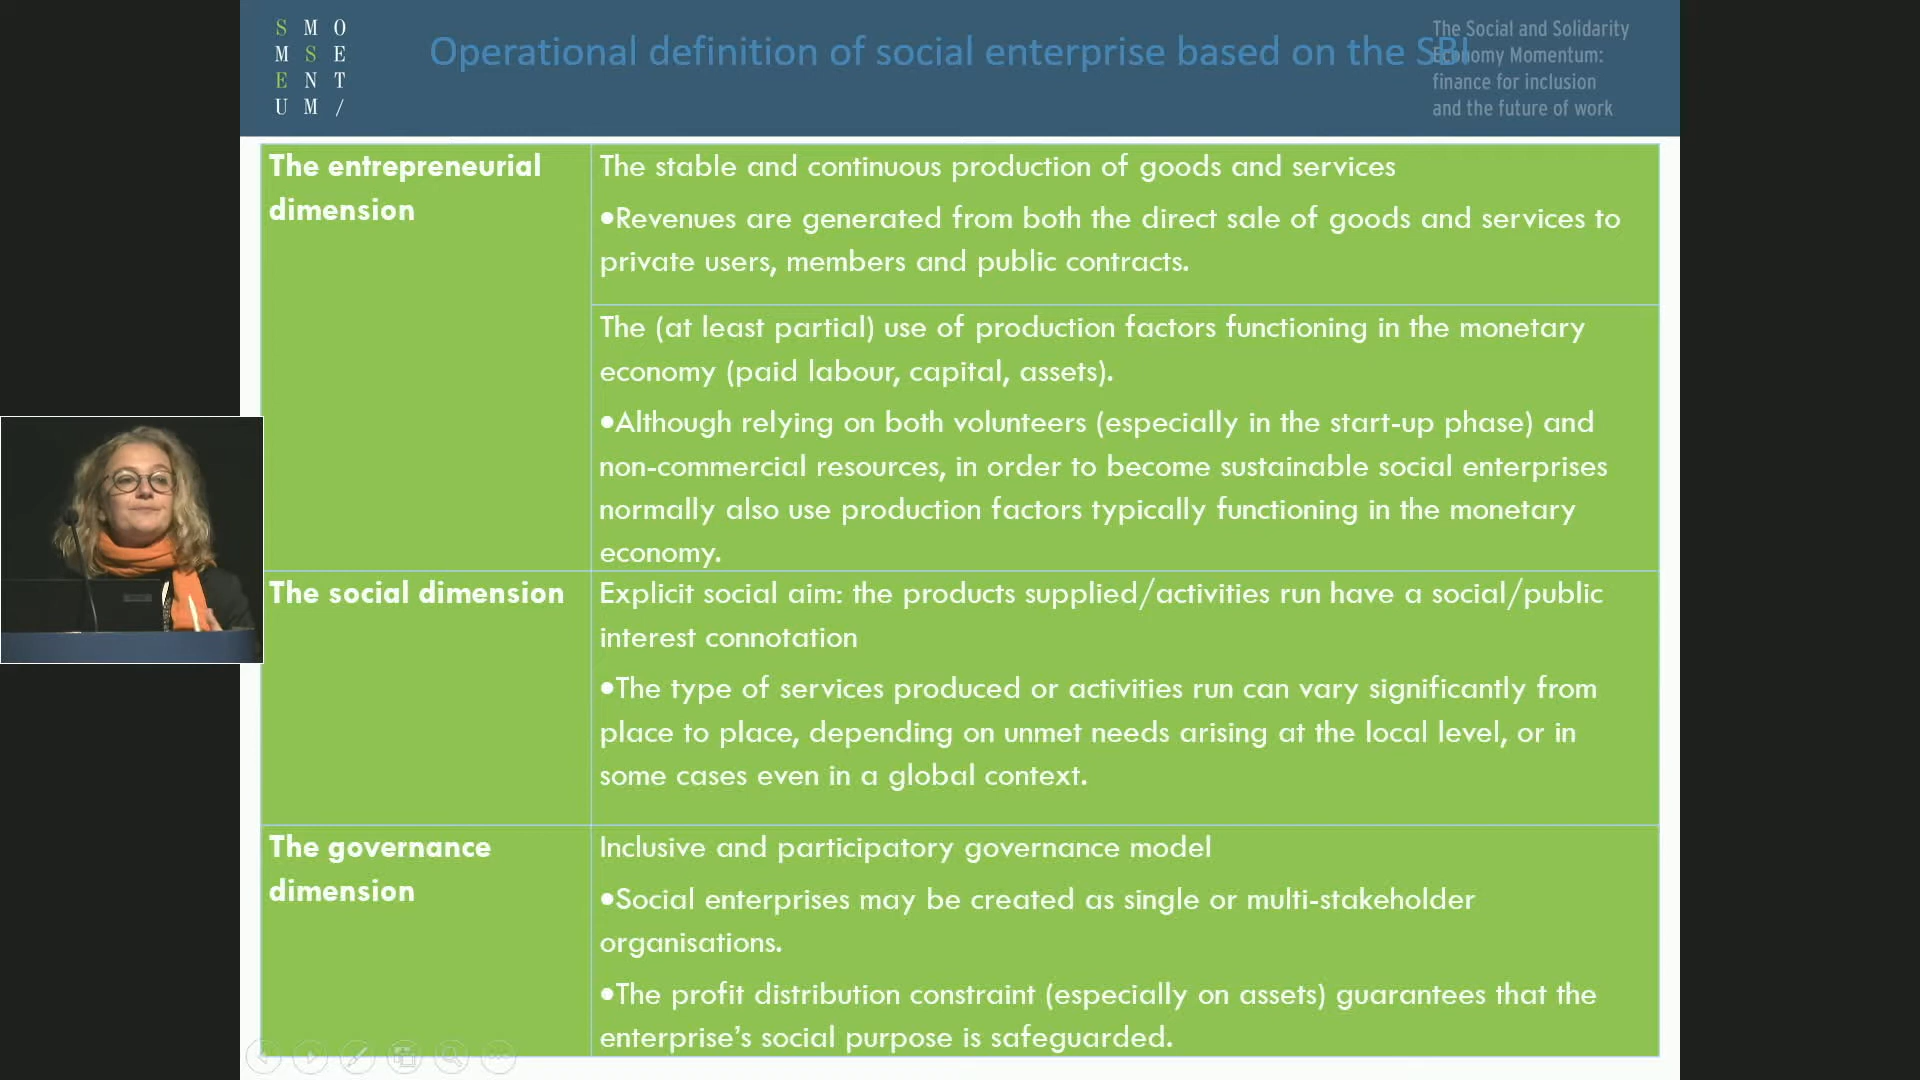 S M O
M S E
E N T
U M /
Operational definition of social enterprise based on the SBI
The Social and Solidarity
Economy Momentum:
finance for inclusion
and the future of work
The entrepreneurial
dimension
The stable and continuous production of goods and services
•Revenues are generated from both the direct sale of goods and services to
private users, members and public contracts.
The (at least partial) use of production factors functioning in the monetary
economy (paid labour, capital, assets).
•Although relying on both volunteers (especially in the start-up phase) and
non-commercial resources, in order to become sustainable social enterprises
normally also use production factors typically functioning in the monetary
economy.
The social dimension
Explicit social aim: the products supplied/activities run have a social/public
interest connotation
•The type of services produced or activities run can vary significantly from
place to place, depending on unmet needs arising at the local level, or in
some cases even in a global context.
The governance
dimension
Inclusive and participatory governance model
•Social enterprises may be created as single or multi-stakeholder
organisations.
•The profit distribution constraint (especially on assets) guarantees that the
enterprise’s social purpose is safeguarded.